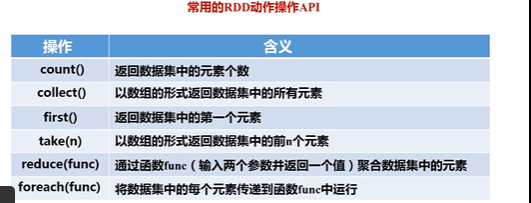 常用的RDD动作操作API
操作 含义
count() 返回数据集中的元素个数
collect() 以数组的形式返回数据集中的所有元素
first() 返回数据集中的第一个元素
take(n) 以数组的形式返回数据集中的前n个元素
reduce(func) 通过函数func（输入两个参数并返回一个值）聚合数据集中的元素
foreach(func) 将数据集中的每个元素传递到函数func中运行